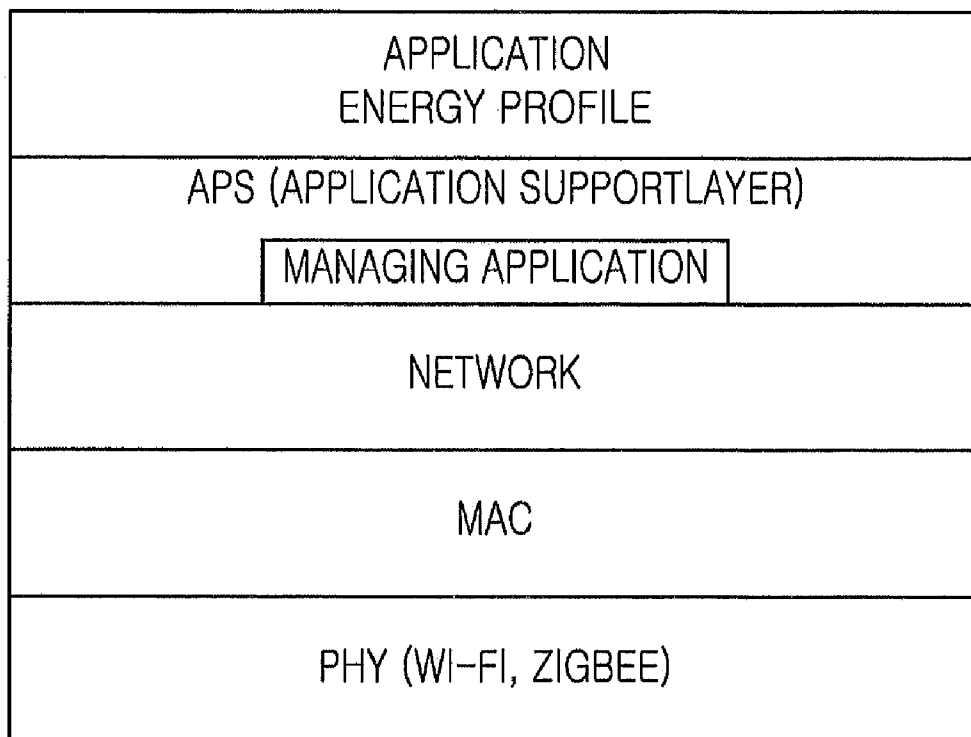 APPLICATION
ENERGY PROFILE
APS (APPLICATION SUPPORTLAYER)
MANAGING APPLICATION
NETWORK
MAC
PHY (WI-FI, ZIGBEE)